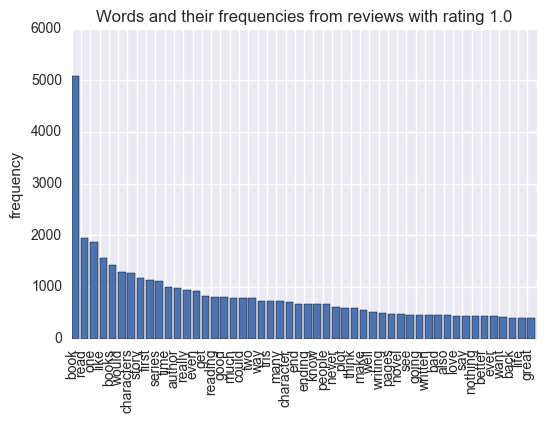 Words and their frequencies from reviews with rating 1.0
6000
5000
4000
3000
2000
1000
0
frequency
book
read
one
like
books
would
characters
story
first
series
time
author
really
even
get
reading
good
much
could
two
way
tris
many
character
end
ending
know
people
never
plot
think
make
well
writing
pages
novel
see
going
written
bad
also
love
say
nothing
better
ever
want
back
life
great